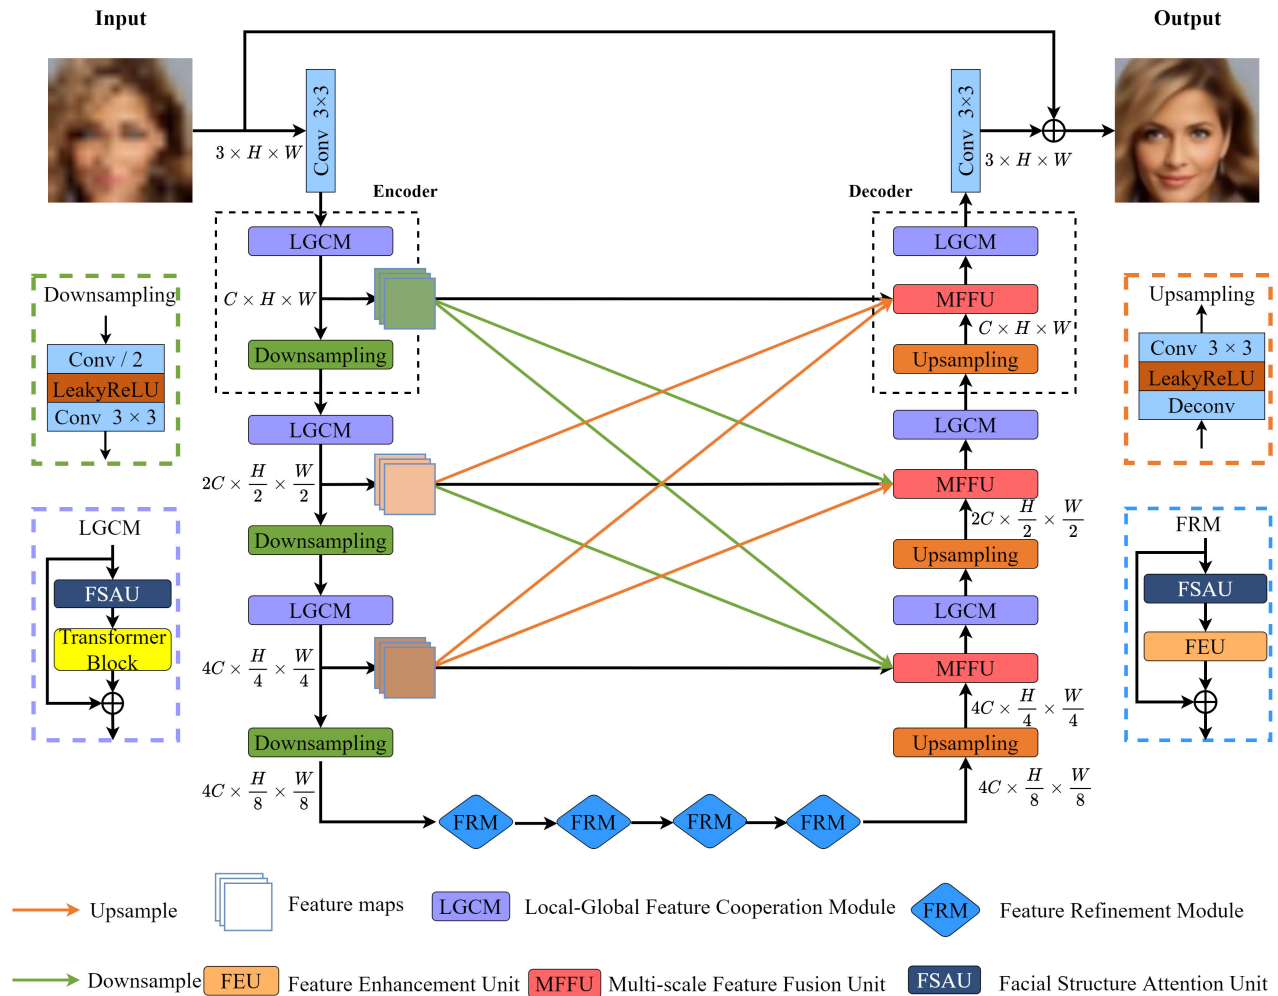 Input
Output
Conv 3×3
Conv 3×3
3 × H × W
3 × H × W
Encoder
Decoder
LGCM
LGCM
C × H × W
MFFU
C × H × W
Downsampling
Upsampling
Downsampling
Conv / 2
LeakyReLU
Conv 3 × 3
Upsampling
Conv 3 × 3
LeakyReLU
Deconv
LGCM
LGCM
2C × H/2 × W/2
MFFU
2C × H/2 × W/2
Downsampling
Upsampling
LGCM
LGCM
4C × H/4 × W/4
MFFU
4C × H/4 × W/4
Downsampling
Upsampling
4C × H/8 × W/8
4C × H/8 × W/8
LGCM
FSAU
Transformer
Block
FRM
FSAU
FEU
FRM
FRM
FRM
FRM
Upsample
Feature maps
LGCM
Local-Global Feature Cooperation Module
FRM
Feature Refinement Module
Downsample
FEU
Feature Enhancement Unit
MFFU
Multi-scale Feature Fusion Unit
FSAU
Facial Structure Attention Unit